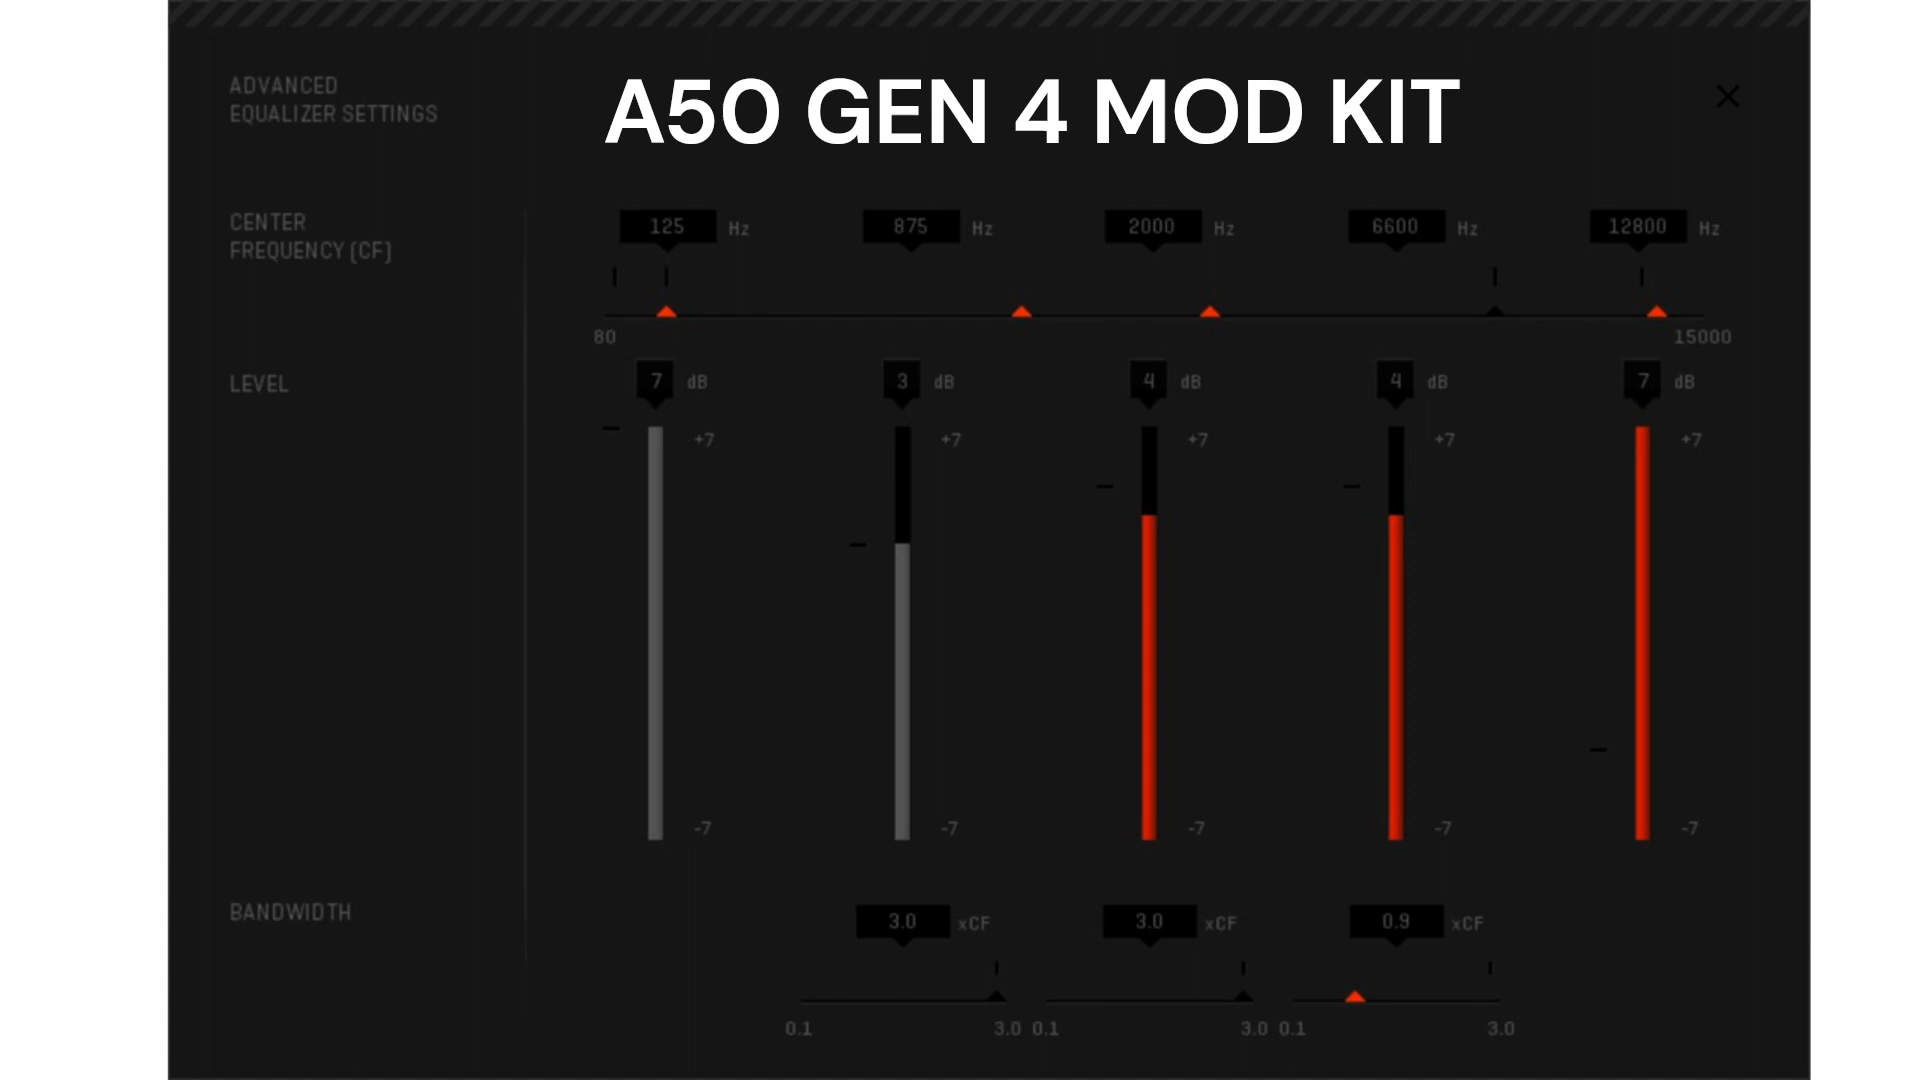 ADVANCED
EQUALIZER SETTINGS
A50 GEN 4 MOD KIT
CENTER
FREQUENCY (CF)
125 Hz 875 Hz 2000 Hz 6600 Hz 12800 Hz
80 15000
LEVEL
7 dB 3 dB 4 dB 4 dB 7 dB
+7 +7 +7 +7 +7
-7 -7 -7 -7 -7
BANDWIDTH
3.0 xCF 3.0 xCF 0.9 xCF
0.1 3.0 0.1 3.0 0.1 3.0